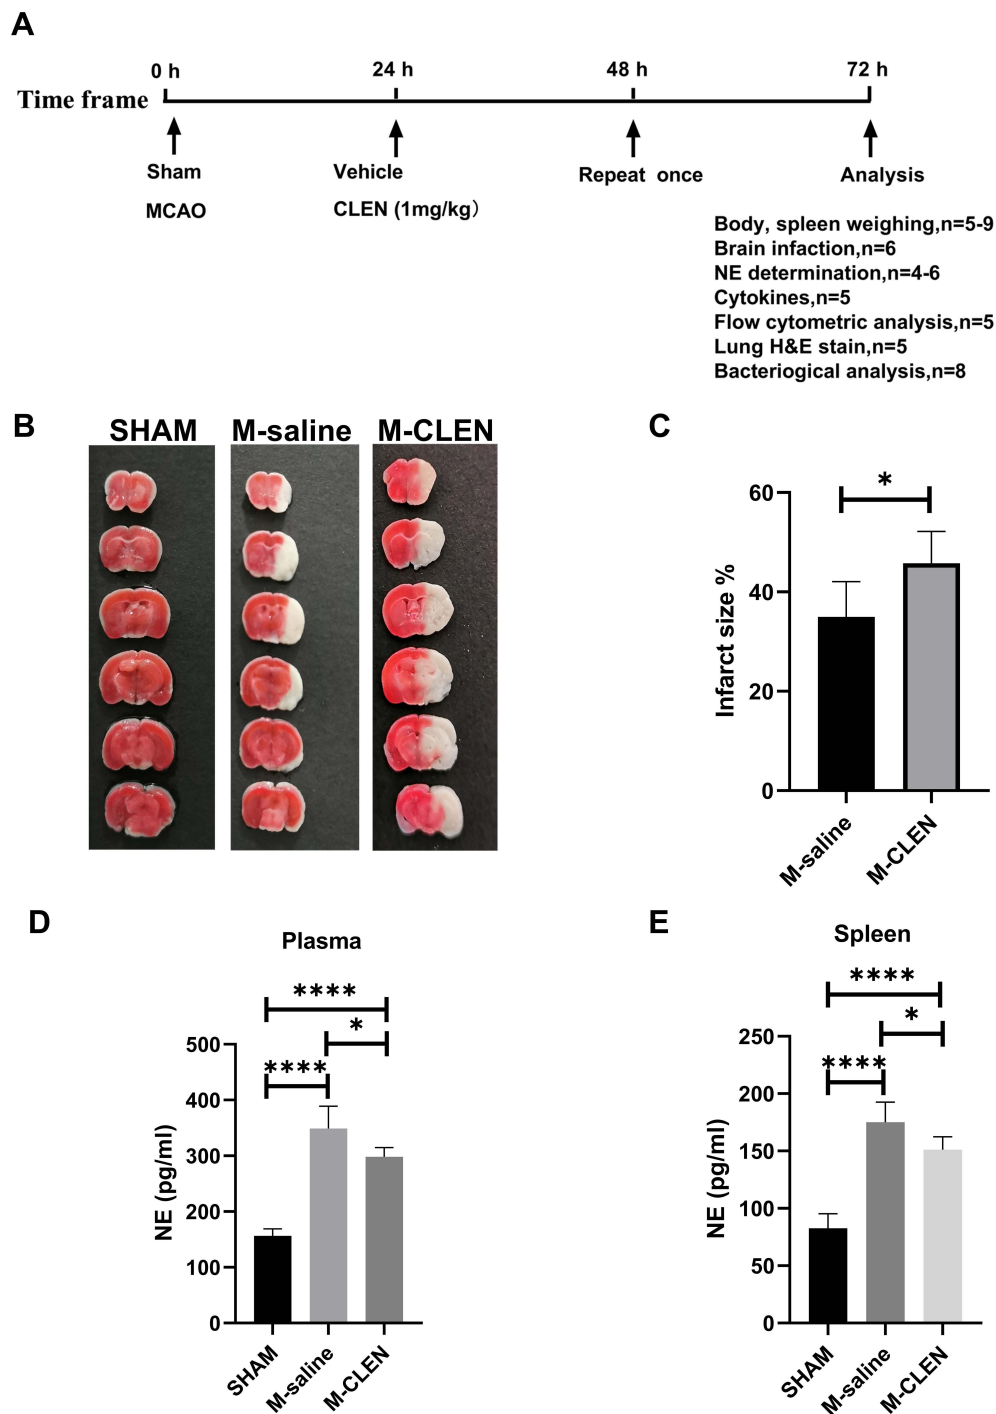 A
0 h 24 h 48 h 72 h
Time frame
Sham Vehicle Repeat once Analysis
MCAO CLEN (1mg/kg）
Body, spleen weighing,n=5-9
Brain infaction,n=6
NE determination,n=4-6
Cytokines,n=5
Flow cytometric analysis,n=5
Lung H&E stain,n=5
Bacteriogical analysis,n=8
B
SHAM M-saline M-CLEN
C
*
Infarct size %
60
40
20
0
M-saline M-CLEN
D
Plasma
****
*
****
NE (pg/ml)
500
400
300
200
100
0
SHAM M-saline M-CLEN
E
Spleen
****
*
****
NE (pg/ml)
250
200
150
100
50
0
SHAM M-saline M-CLEN